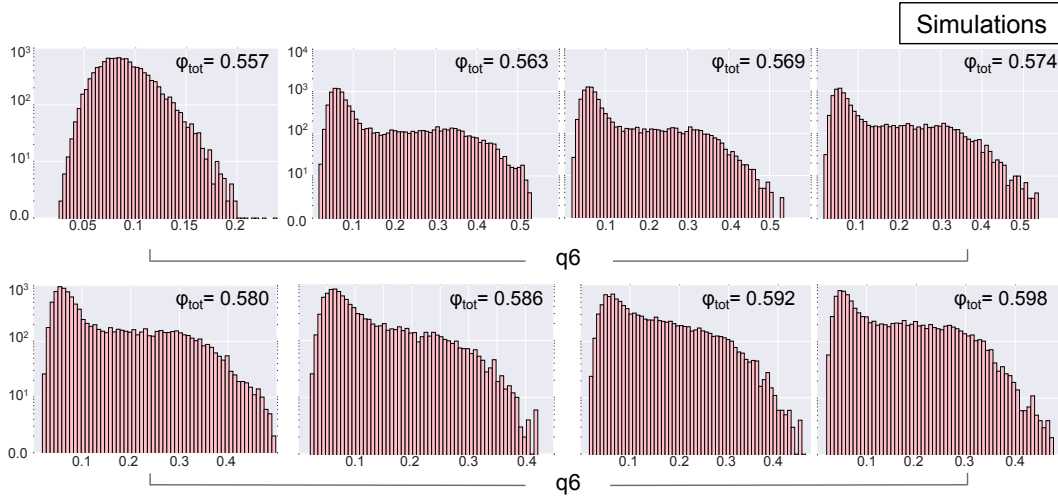 Simulations
φtot= 0.557
φtot= 0.563
φtot= 0.569
φtot= 0.574
10³
10²
10¹
0.0
10⁴
10³
10²
10¹
0.0
0.05 0.1 0.15 0.2
0.1 0.2 0.3 0.4 0.5
0.1 0.2 0.3 0.4 0.5
0.1 0.2 0.3 0.4 0.5
q6
φtot= 0.580
φtot= 0.586
φtot= 0.592
φtot= 0.598
10³
10²
10¹
0.0
0.1 0.2 0.3 0.4
0.1 0.2 0.3 0.4
0.1 0.2 0.3 0.4
0.1 0.2 0.3 0.4
q6